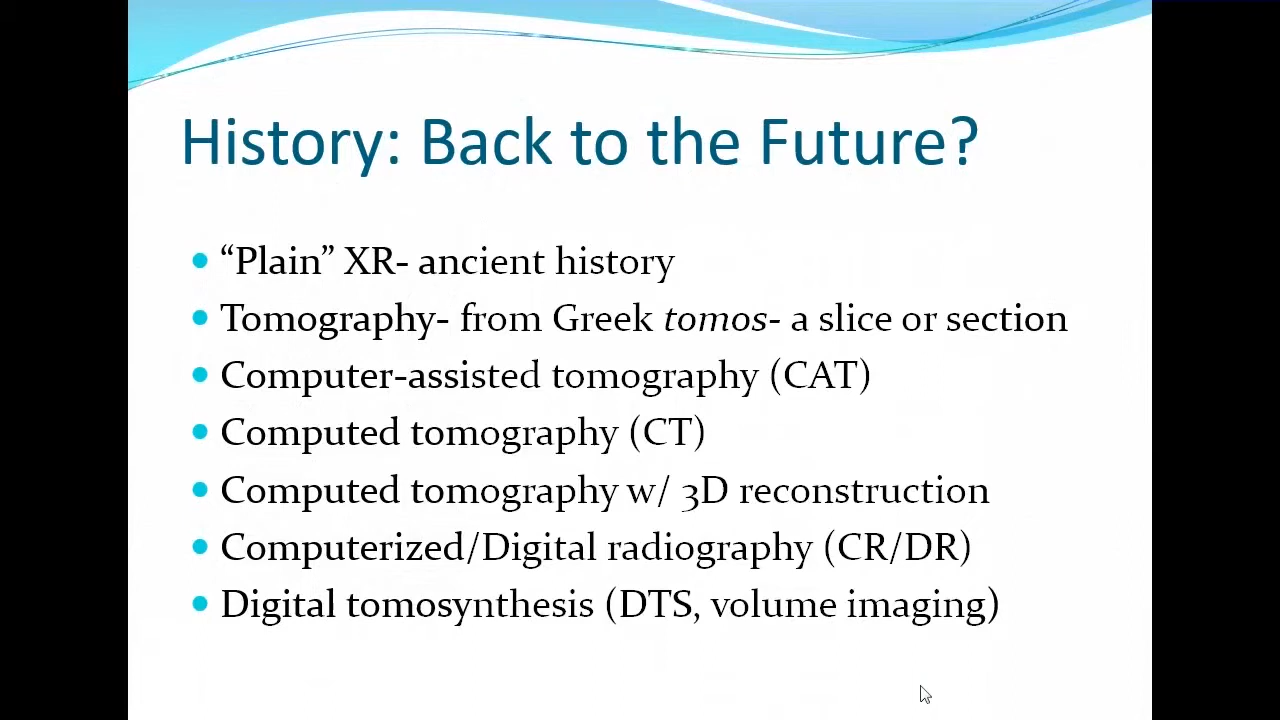 History: Back to the Future?
“Plain” XR- ancient history
Tomography- from Greek tomos- a slice or section
Computer-assisted tomography (CAT)
Computed tomography (CT)
Computed tomography w/ 3D reconstruction
Computerized/Digital radiography (CR/DR)
Digital tomosynthesis (DTS, volume imaging)